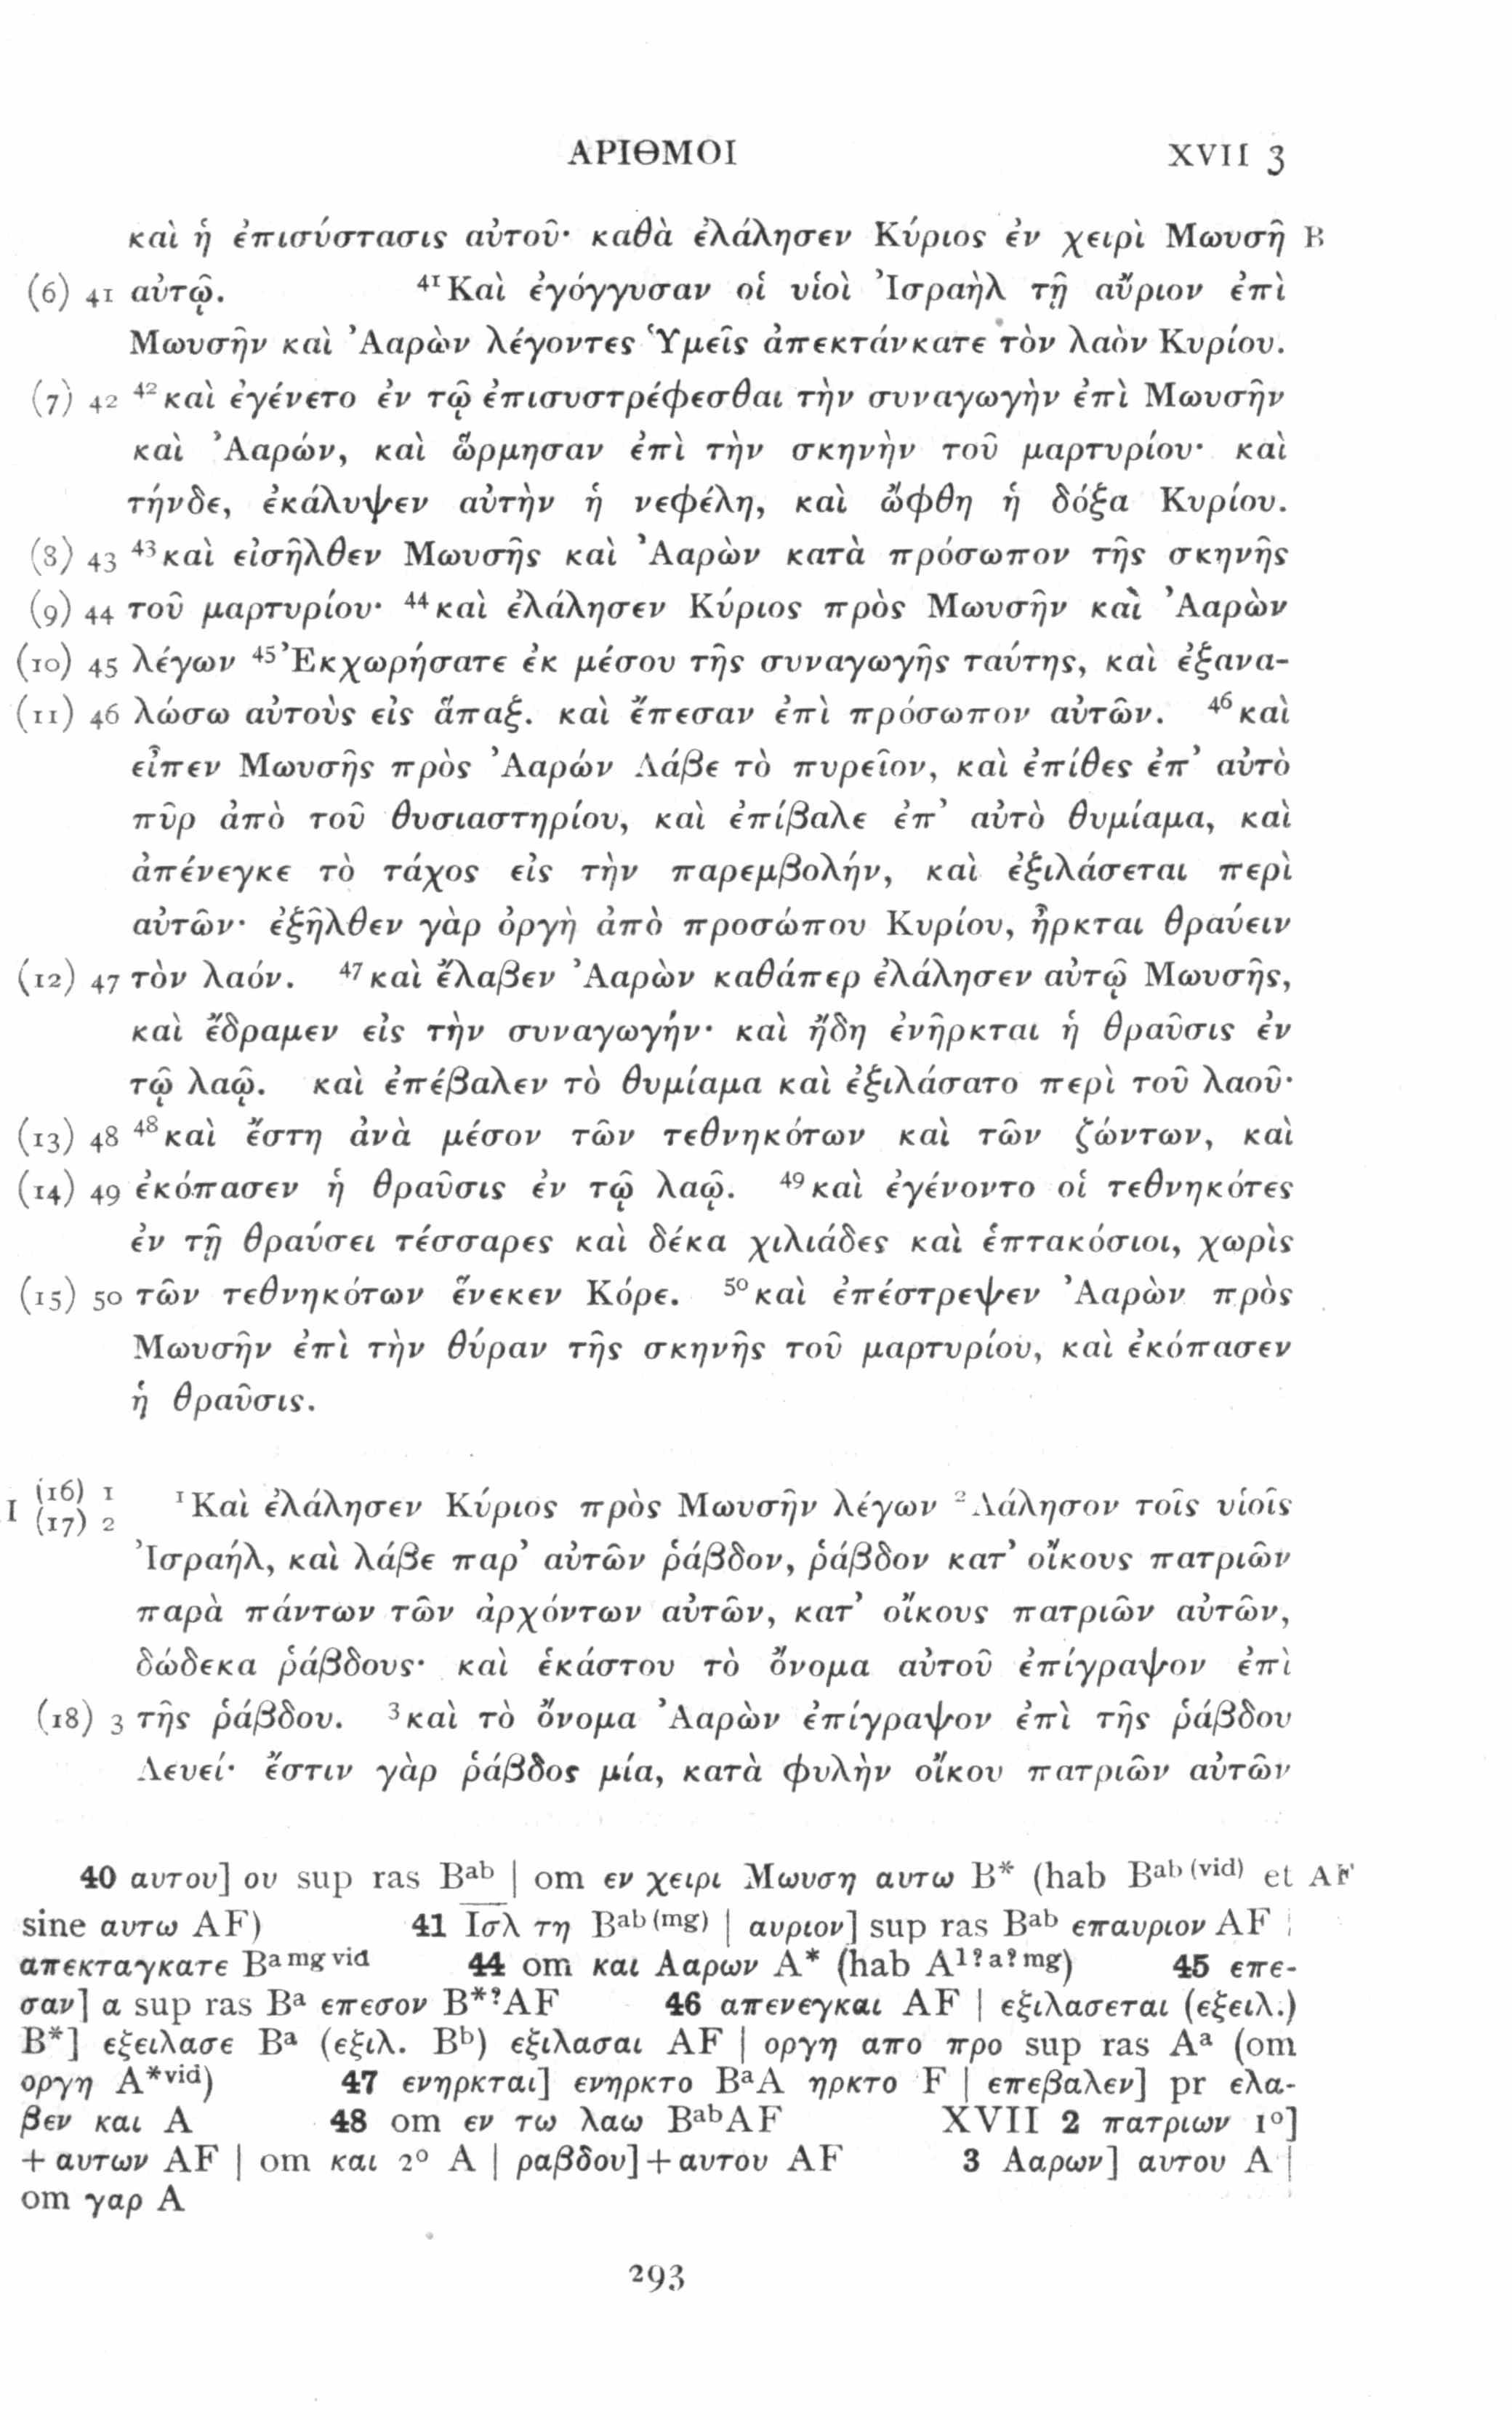 ΑΡΙΘΜΟΙ XVII 3
καὶ ἡ ἐπισύστασις αὐτοῦ· καθὰ ἐλάλησεν Κύριος ἐν χειρὶ Μωυσῆ B
(6) 41 αὐτῷ. ⁴¹Καὶ ἐγόγγυσαν οἱ υἱοὶ Ἰσραὴλ τῇ αὔριον ἐπὶ
Μωυσῆν καὶ Ἀαρὼν λέγοντες Ὑμεῖς ἀπεκτάνκατε τὸν λαὸν Κυρίου.
(7) 42 ⁴²καὶ ἐγένετο ἐν τῷ ἐπισυστρέφεσθαι τὴν συναγωγὴν ἐπὶ Μωυσῆν
καὶ Ἀαρών, καὶ ὥρμησαν ἐπὶ τὴν σκηνὴν τοῦ μαρτυρίου· καὶ
τήνδε, ἐκάλυψεν αὐτὴν ἡ νεφέλη, καὶ ὤφθη ἡ δόξα Κυρίου.
(8) 43 ⁴³καὶ εἰσῆλθεν Μωυσῆς καὶ Ἀαρὼν κατὰ πρόσωπον τῆς σκηνῆς
(9) 44 τοῦ μαρτυρίου· ⁴⁴καὶ ἐλάλησεν Κύριος πρὸς Μωυσῆν καὶ Ἀαρὼν
(10) 45 λέγων ⁴⁵Ἐκχωρήσατε ἐκ μέσου τῆς συναγωγῆς ταύτης, καὶ ἐξανα-
(11) 46 λώσω αὐτοὺς εἰς ἅπαξ. καὶ ἔπεσαν ἐπὶ πρόσωπον αὐτῶν. ⁴⁶καὶ
εἶπεν Μωυσῆς πρὸς Ἀαρών Λάβε τὸ πυρεῖον, καὶ ἐπίθες ἐπ’ αὐτὸ
πῦρ ἀπὸ τοῦ θυσιαστηρίου, καὶ ἐπίβαλε ἐπ’ αὐτὸ θυμίαμα, καὶ
ἀπένεγκε τὸ τάχος εἰς τὴν παρεμβολήν, καὶ ἐξιλάσεται περὶ
αὐτῶν· ἐξῆλθεν γὰρ ὀργὴ ἀπὸ προσώπου Κυρίου, ἦρκται θραύειν
(12) 47 τὸν λαόν. ⁴⁷καὶ ἔλαβεν Ἀαρὼν καθάπερ ἐλάλησεν αὐτῷ Μωυσῆς,
καὶ ἔδραμεν εἰς τὴν συναγωγήν· καὶ ἤδη ἐνῆρκται ἡ θραῦσις ἐν
τῷ λαῷ. καὶ ἐπέβαλεν τὸ θυμίαμα καὶ ἐξιλάσατο περὶ τοῦ λαοῦ·
(13) 48 ⁴⁸καὶ ἔστη ἀνὰ μέσον τῶν τεθνηκότων καὶ τῶν ζώντων, καὶ
(14) 49 ἐκόπασεν ἡ θραῦσις ἐν τῷ λαῷ. ⁴⁹καὶ ἐγένοντο οἱ τεθνηκότες
ἐν τῇ θραύσει τέσσαρες καὶ δέκα χιλιάδες καὶ ἑπτακόσιοι, χωρὶς
(15) 50 τῶν τεθνηκότων ἕνεκεν Κόρε. ⁵⁰καὶ ἐπέστρεψεν Ἀαρὼν πρὸς
Μωυσῆν ἐπὶ τὴν θύραν τῆς σκηνῆς τοῦ μαρτυρίου, καὶ ἐκόπασεν
ἡ θραῦσις.
I (16) 1 (17) 2 ¹Καὶ ἐλάλησεν Κύριος πρὸς Μωυσῆν λέγων ²Λάλησον τοῖς υἱοῖς
Ἰσραήλ, καὶ λάβε παρ’ αὐτῶν ῥάβδον, ῥάβδον κατ’ οἴκους πατριῶν
παρὰ πάντων τῶν ἀρχόντων αὐτῶν, κατ’ οἴκους πατριῶν αὐτῶν,
δώδεκα ῥάβδους· καὶ ἑκάστου τὸ ὄνομα αὐτοῦ ἐπίγραψον ἐπὶ
(18) 3 τῆς ῥάβδου. ³καὶ τὸ ὄνομα Ἀαρὼν ἐπίγραψον ἐπὶ τῆς ῥάβδου
Λευεί· ἔστιν γὰρ ῥάβδος μία, κατὰ φυλὴν οἴκου πατριῶν αὐτῶν
40 αυτου] ου sup ras Bᵃᵇ | om εν χειρι Μωυση αυτω B* (hab Bᵃᵇ⁽ᵛⁱᵈ⁾ et AF
sine αυτω AF) 41 Ισλ τη Bᵃᵇ⁽ᵐᵍ⁾ | αυριον] sup ras Bᵃᵇ επαυριον AF |
απεκταγκατε Bᵃ ᵐᵍ ᵛⁱᵈ 44 om και Ααρων A* (hab A¹ˀᵃˀᵐᵍ) 45 επε-
σαν] α sup ras Bᵃ επεσον B*ˀAF 46 απενεγκαι AF | εξιλασεται (εξειλ.)
B*] εξειλασε Bᵃ (εξιλ. Bᵇ) εξιλασαι AF | οργη απο προ sup ras Aᵃ (om
οργη A*ᵛⁱᵈ) 47 ενηρκται] ενηρκτο BᵃA ηρκτο F | επεβαλεν] pr ελα-
βεν και A 48 om εν τω λαω BᵃᵇAF XVII 2 πατριων 1°]
+ αυτων AF | om και 2° A | ραβδου] + αυτου AF 3 Ααρων] αυτου A |
om γαρ A
293